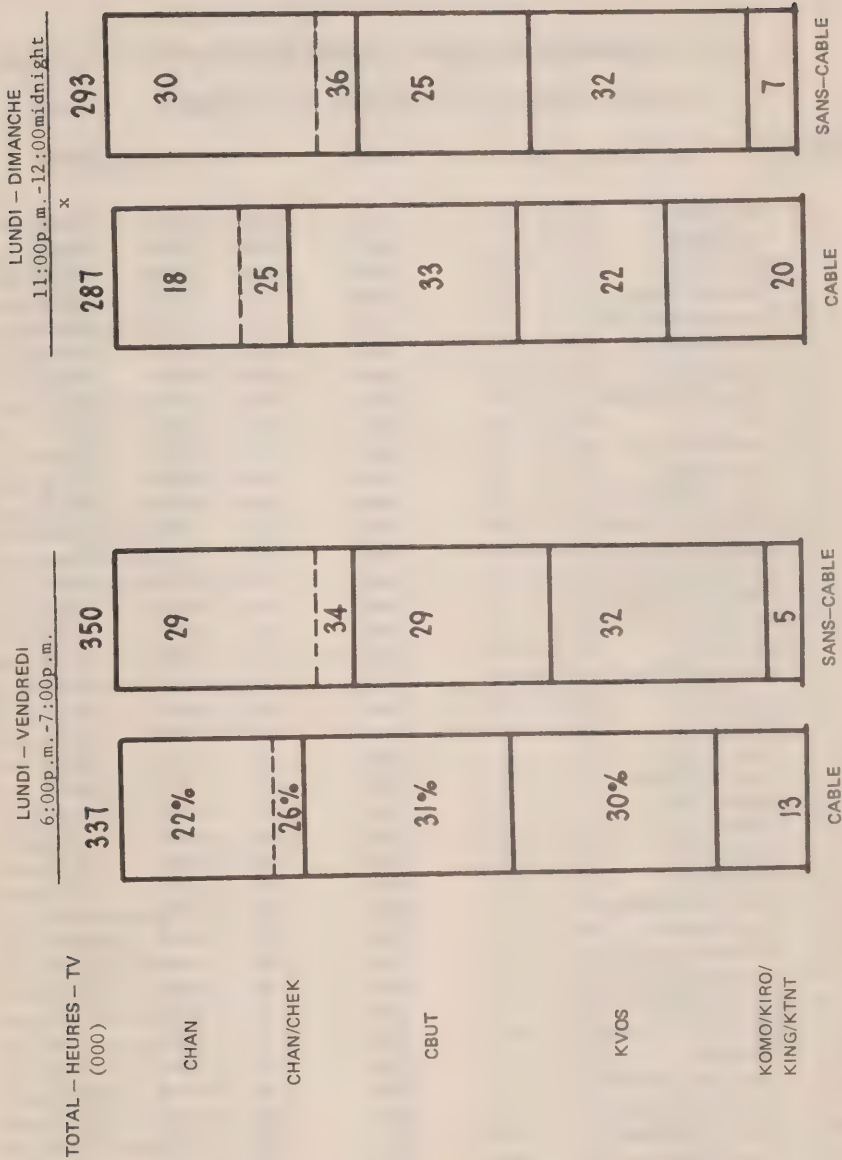 LUNDI – VENDREDI
6:00p.m.-7:00p.m.
LUNDI – DIMANCHE
11:00p.m.-12:00midnight
x
TOTAL – HEURES – TV
(000)
337
350
287
293
CHAN
22%
29
18
30
CHAN/CHEK
26%
34
25
36
CBUT
31%
29
33
25
KVOS
30%
32
22
32
KOMO/KIRO/
KING/KTNT
13
5
20
7
CABLE
SANS–CABLE
CABLE
SANS–CABLE